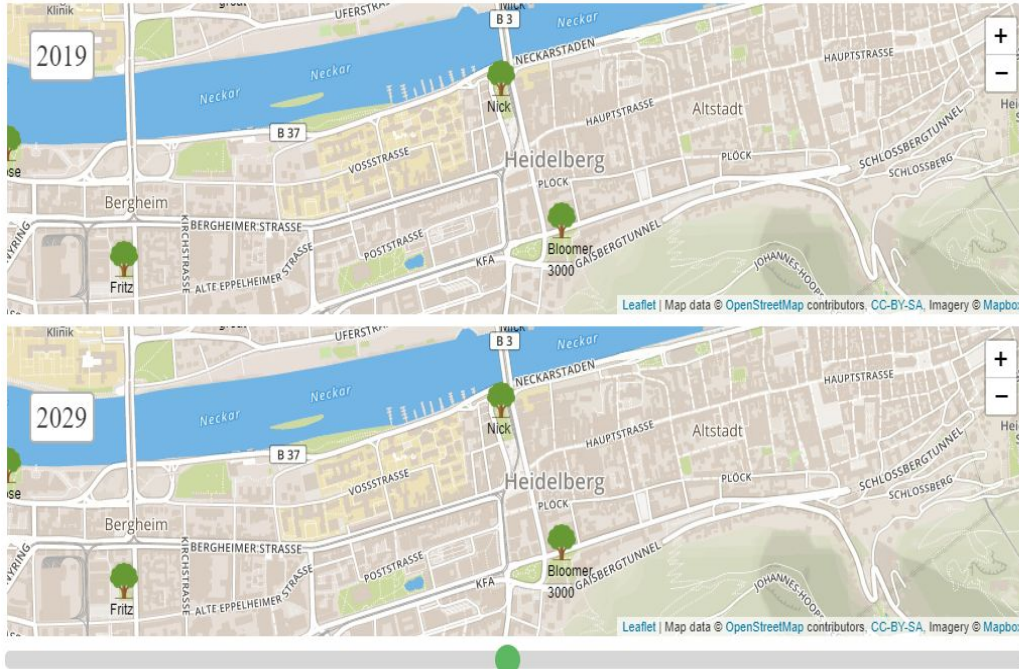 Klinik
UFERSTRASSE
B 3
Neckar
2019
NECKARSTADEN
+
HAUPTSTRASSE
−
Neckar
Neckar
Nick
Altstadt
HAUPTSTRASSE
B 37
SCHLOSSBERGTUNNEL
VOSSSTRASSE
Heidelberg
PLÖCK
SCHLOSSBERG
PLÖCK
Bergheim
KIRCHSTRASSE
BERGHEIMER STRASSE
POSTSTRASSE
Bloomer
3000
KFA
GAISBERGTUNNEL
JOHANNES-HOOPS
Fritz
ALTE EPPELHEIMER STRASSE
Leaflet | Map data © OpenStreetMap contributors, CC-BY-SA, Imagery © Mapbox
Klinik
UFERSTRASSE
B 3
Neckar
2029
NECKARSTADEN
+
HAUPTSTRASSE
−
Neckar
Neckar
Nick
Altstadt
HAUPTSTRASSE
B 37
SCHLOSSBERGTUNNEL
VOSSSTRASSE
Heidelberg
PLÖCK
SCHLOSSBERG
PLÖCK
Bergheim
KIRCHSTRASSE
BERGHEIMER STRASSE
POSTSTRASSE
Bloomer
3000
KFA
GAISBERGTUNNEL
JOHANNES-HOOPS
Fritz
ALTE EPPELHEIMER STRASSE
Leaflet | Map data © OpenStreetMap contributors, CC-BY-SA, Imagery © Mapbox